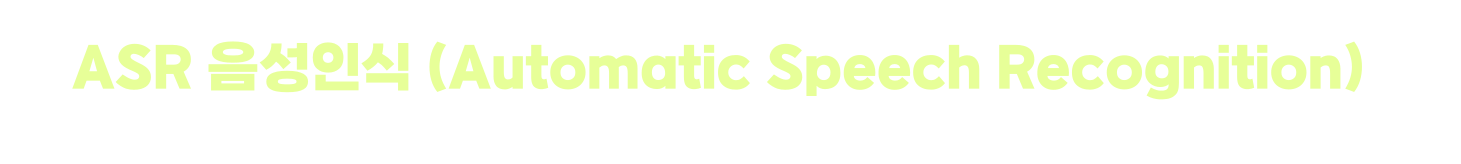 ASR 음성인식 (Automatic Speech Recognition)